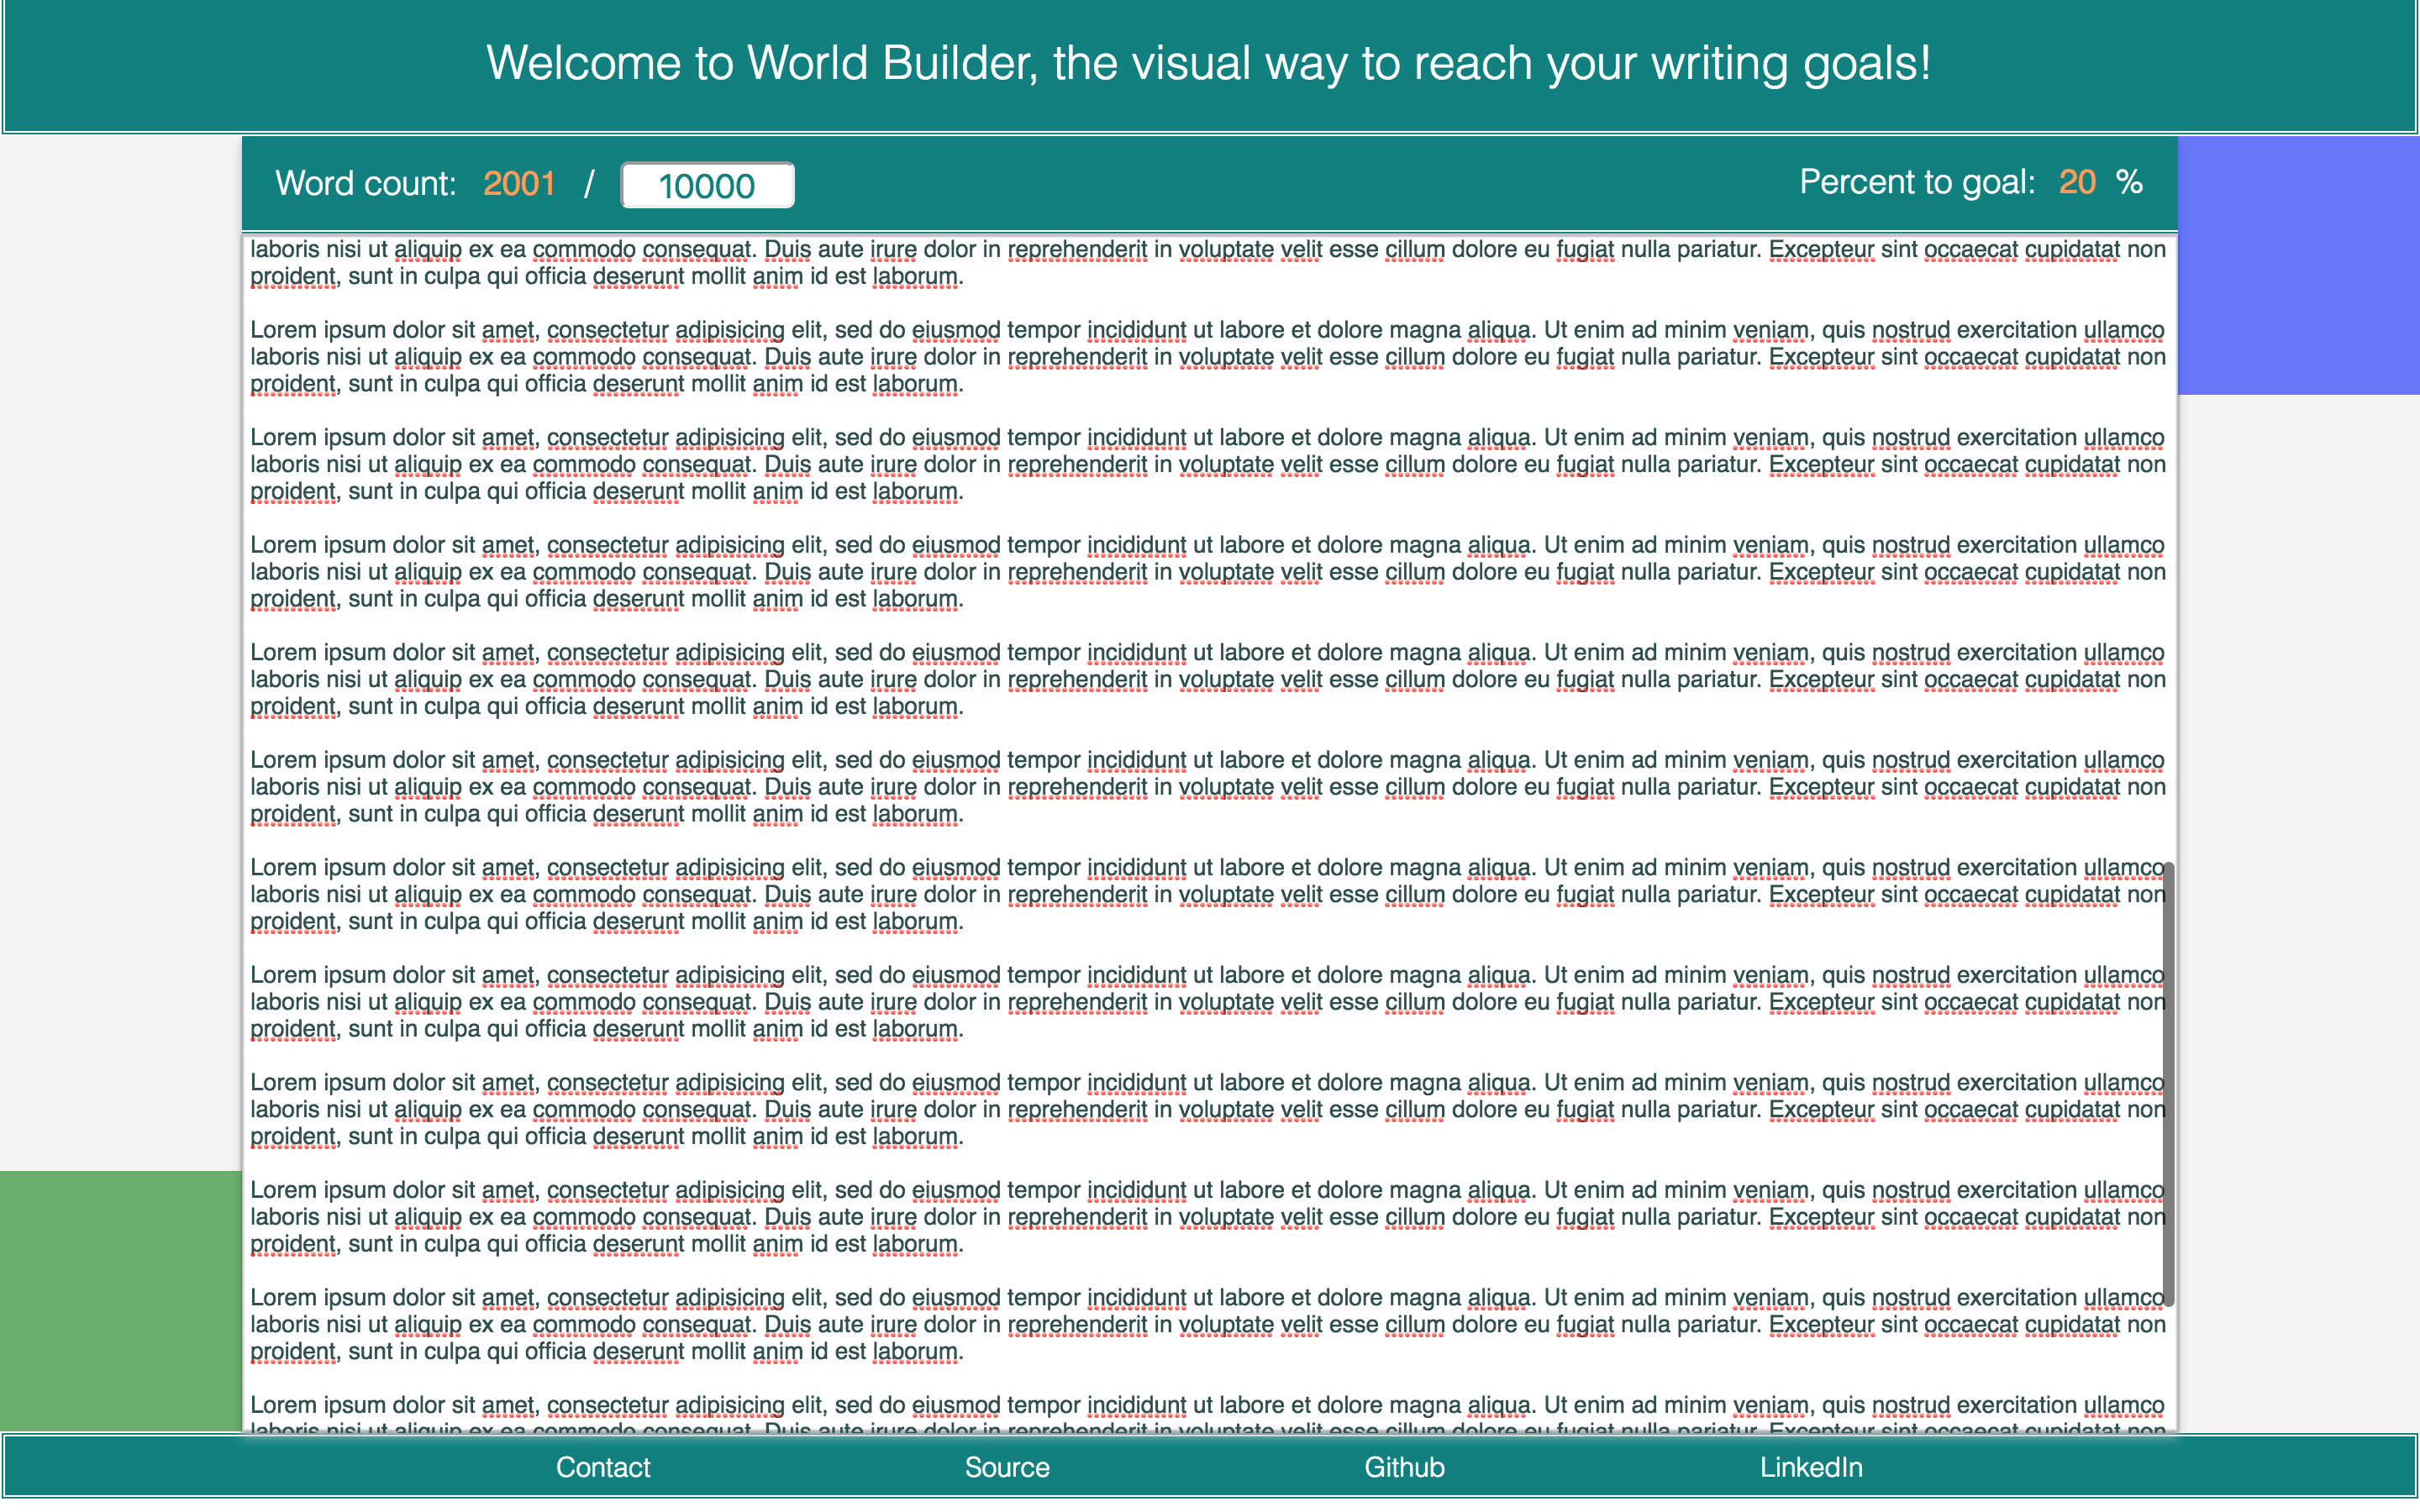 Welcome to World Builder, the visual way to reach your writing goals!
Word count: 2001 / 10000 Percent to goal: 20 %
laboris nisi ut aliquip ex ea commodo consequat. Duis aute irure dolor in reprehenderit in voluptate velit esse cillum dolore eu fugiat nulla pariatur. Excepteur sint occaecat cupidatat non
proident, sunt in culpa qui officia deserunt mollit anim id est laborum.
Lorem ipsum dolor sit amet, consectetur adipisicing elit, sed do eiusmod tempor incididunt ut labore et dolore magna aliqua. Ut enim ad minim veniam, quis nostrud exercitation ullamco
laboris nisi ut aliquip ex ea commodo consequat. Duis aute irure dolor in reprehenderit in voluptate velit esse cillum dolore eu fugiat nulla pariatur. Excepteur sint occaecat cupidatat non
proident, sunt in culpa qui officia deserunt mollit anim id est laborum.
Lorem ipsum dolor sit amet, consectetur adipisicing elit, sed do eiusmod tempor incididunt ut labore et dolore magna aliqua. Ut enim ad minim veniam, quis nostrud exercitation ullamco
laboris nisi ut aliquip ex ea commodo consequat. Duis aute irure dolor in reprehenderit in voluptate velit esse cillum dolore eu fugiat nulla pariatur. Excepteur sint occaecat cupidatat non
proident, sunt in culpa qui officia deserunt mollit anim id est laborum.
Lorem ipsum dolor sit amet, consectetur adipisicing elit, sed do eiusmod tempor incididunt ut labore et dolore magna aliqua. Ut enim ad minim veniam, quis nostrud exercitation ullamco
laboris nisi ut aliquip ex ea commodo consequat. Duis aute irure dolor in reprehenderit in voluptate velit esse cillum dolore eu fugiat nulla pariatur. Excepteur sint occaecat cupidatat non
proident, sunt in culpa qui officia deserunt mollit anim id est laborum.
Lorem ipsum dolor sit amet, consectetur adipisicing elit, sed do eiusmod tempor incididunt ut labore et dolore magna aliqua. Ut enim ad minim veniam, quis nostrud exercitation ullamco
laboris nisi ut aliquip ex ea commodo consequat. Duis aute irure dolor in reprehenderit in voluptate velit esse cillum dolore eu fugiat nulla pariatur. Excepteur sint occaecat cupidatat non
proident, sunt in culpa qui officia deserunt mollit anim id est laborum.
Lorem ipsum dolor sit amet, consectetur adipisicing elit, sed do eiusmod tempor incididunt ut labore et dolore magna aliqua. Ut enim ad minim veniam, quis nostrud exercitation ullamco
laboris nisi ut aliquip ex ea commodo consequat. Duis aute irure dolor in reprehenderit in voluptate velit esse cillum dolore eu fugiat nulla pariatur. Excepteur sint occaecat cupidatat non
proident, sunt in culpa qui officia deserunt mollit anim id est laborum.
Lorem ipsum dolor sit amet, consectetur adipisicing elit, sed do eiusmod tempor incididunt ut labore et dolore magna aliqua. Ut enim ad minim veniam, quis nostrud exercitation ullamco
laboris nisi ut aliquip ex ea commodo consequat. Duis aute irure dolor in reprehenderit in voluptate velit esse cillum dolore eu fugiat nulla pariatur. Excepteur sint occaecat cupidatat non
proident, sunt in culpa qui officia deserunt mollit anim id est laborum.
Lorem ipsum dolor sit amet, consectetur adipisicing elit, sed do eiusmod tempor incididunt ut labore et dolore magna aliqua. Ut enim ad minim veniam, quis nostrud exercitation ullamco
laboris nisi ut aliquip ex ea commodo consequat. Duis aute irure dolor in reprehenderit in voluptate velit esse cillum dolore eu fugiat nulla pariatur. Excepteur sint occaecat cupidatat non
proident, sunt in culpa qui officia deserunt mollit anim id est laborum.
Lorem ipsum dolor sit amet, consectetur adipisicing elit, sed do eiusmod tempor incididunt ut labore et dolore magna aliqua. Ut enim ad minim veniam, quis nostrud exercitation ullamco
laboris nisi ut aliquip ex ea commodo consequat. Duis aute irure dolor in reprehenderit in voluptate velit esse cillum dolore eu fugiat nulla pariatur. Excepteur sint occaecat cupidatat non
proident, sunt in culpa qui officia deserunt mollit anim id est laborum.
Lorem ipsum dolor sit amet, consectetur adipisicing elit, sed do eiusmod tempor incididunt ut labore et dolore magna aliqua. Ut enim ad minim veniam, quis nostrud exercitation ullamco
laboris nisi ut aliquip ex ea commodo consequat. Duis aute irure dolor in reprehenderit in voluptate velit esse cillum dolore eu fugiat nulla pariatur. Excepteur sint occaecat cupidatat non
proident, sunt in culpa qui officia deserunt mollit anim id est laborum.
Lorem ipsum dolor sit amet, consectetur adipisicing elit, sed do eiusmod tempor incididunt ut labore et dolore magna aliqua. Ut enim ad minim veniam, quis nostrud exercitation ullamco
laboris nisi ut aliquip ex ea commodo consequat. Duis aute irure dolor in reprehenderit in voluptate velit esse cillum dolore eu fugiat nulla pariatur. Excepteur sint occaecat cupidatat non
proident, sunt in culpa qui officia deserunt mollit anim id est laborum.
Lorem ipsum dolor sit amet, consectetur adipisicing elit, sed do eiusmod tempor incididunt ut labore et dolore magna aliqua. Ut enim ad minim veniam, quis nostrud exercitation ullamco
laboris nisi ut aliquip ex ea commodo consequat. Duis aute irure dolor in reprehenderit in voluptate velit esse cillum dolore eu fugiat nulla pariatur. Excepteur sint occaecat cupidatat non
Contact Source Github LinkedIn